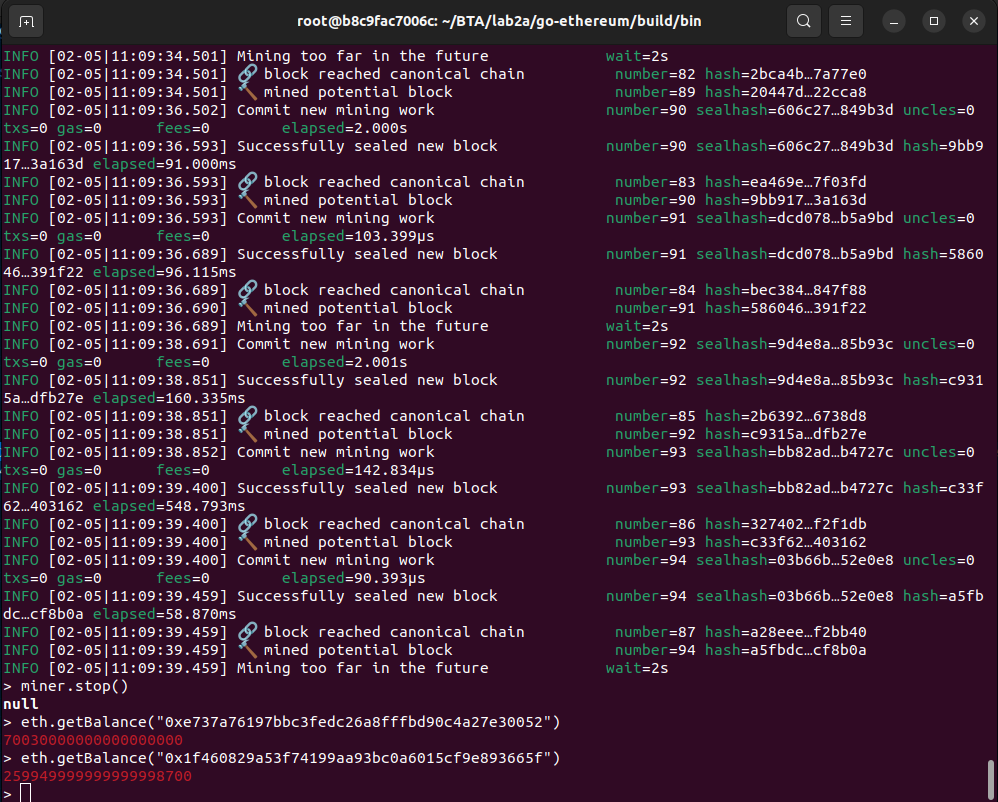 root@b8c9fac7006c: ~/BTA/lab2a/go-ethereum/build/bin
INFO [02-05|11:09:34.501] Mining too far in the future wait=2s
INFO [02-05|11:09:34.501] 🔗 block reached canonical chain number=82 hash=2bca4b…7a77e0
INFO [02-05|11:09:34.501] 🔨 mined potential block number=89 hash=20447d…22cca8
INFO [02-05|11:09:36.502] Commit new mining work number=90 sealhash=606c27…849b3d uncles=0
txs=0 gas=0 fees=0 elapsed=2.000s
INFO [02-05|11:09:36.593] Successfully sealed new block number=90 sealhash=606c27…849b3d hash=9bb9
17…3a163d elapsed=91.000ms
INFO [02-05|11:09:36.593] 🔗 block reached canonical chain number=83 hash=ea469e…7f03fd
INFO [02-05|11:09:36.593] 🔨 mined potential block number=90 hash=9bb917…3a163d
INFO [02-05|11:09:36.593] Commit new mining work number=91 sealhash=dcd078…b5a9bd uncles=0
txs=0 gas=0 fees=0 elapsed=103.399µs
INFO [02-05|11:09:36.689] Successfully sealed new block number=91 sealhash=dcd078…b5a9bd hash=5860
46…391f22 elapsed=96.115ms
INFO [02-05|11:09:36.689] 🔗 block reached canonical chain number=84 hash=bec384…847f88
INFO [02-05|11:09:36.690] 🔨 mined potential block number=91 hash=586046…391f22
INFO [02-05|11:09:36.689] Mining too far in the future wait=2s
INFO [02-05|11:09:38.691] Commit new mining work number=92 sealhash=9d4e8a…85b93c uncles=0
txs=0 gas=0 fees=0 elapsed=2.001s
INFO [02-05|11:09:38.851] Successfully sealed new block number=92 sealhash=9d4e8a…85b93c hash=c931
5a…dfb27e elapsed=160.335ms
INFO [02-05|11:09:38.851] 🔗 block reached canonical chain number=85 hash=2b6392…6738d8
INFO [02-05|11:09:38.851] 🔨 mined potential block number=92 hash=c9315a…dfb27e
INFO [02-05|11:09:38.852] Commit new mining work number=93 sealhash=bb82ad…b4727c uncles=0
txs=0 gas=0 fees=0 elapsed=142.834µs
INFO [02-05|11:09:39.400] Successfully sealed new block number=93 sealhash=bb82ad…b4727c hash=c33f
62…403162 elapsed=548.793ms
INFO [02-05|11:09:39.400] 🔗 block reached canonical chain number=86 hash=327402…f2f1db
INFO [02-05|11:09:39.400] 🔨 mined potential block number=93 hash=c33f62…403162
INFO [02-05|11:09:39.400] Commit new mining work number=94 sealhash=03b66b…52e0e8 uncles=0
txs=0 gas=0 fees=0 elapsed=90.393µs
INFO [02-05|11:09:39.459] Successfully sealed new block number=94 sealhash=03b66b…52e0e8 hash=a5fb
dc…cf8b0a elapsed=58.870ms
INFO [02-05|11:09:39.459] 🔗 block reached canonical chain number=87 hash=a28eee…f2bb40
INFO [02-05|11:09:39.459] 🔨 mined potential block number=94 hash=a5fbdc…cf8b0a
INFO [02-05|11:09:39.459] Mining too far in the future wait=2s
> miner.stop()
null
> eth.getBalance("0xe737a76197bbc3fedc26a8fffbd90c4a27e30052")
70030000000000000000
> eth.getBalance("0x1f460829a53f74199aa93bc0a6015cf9e893665f")
259949999999999998700
>